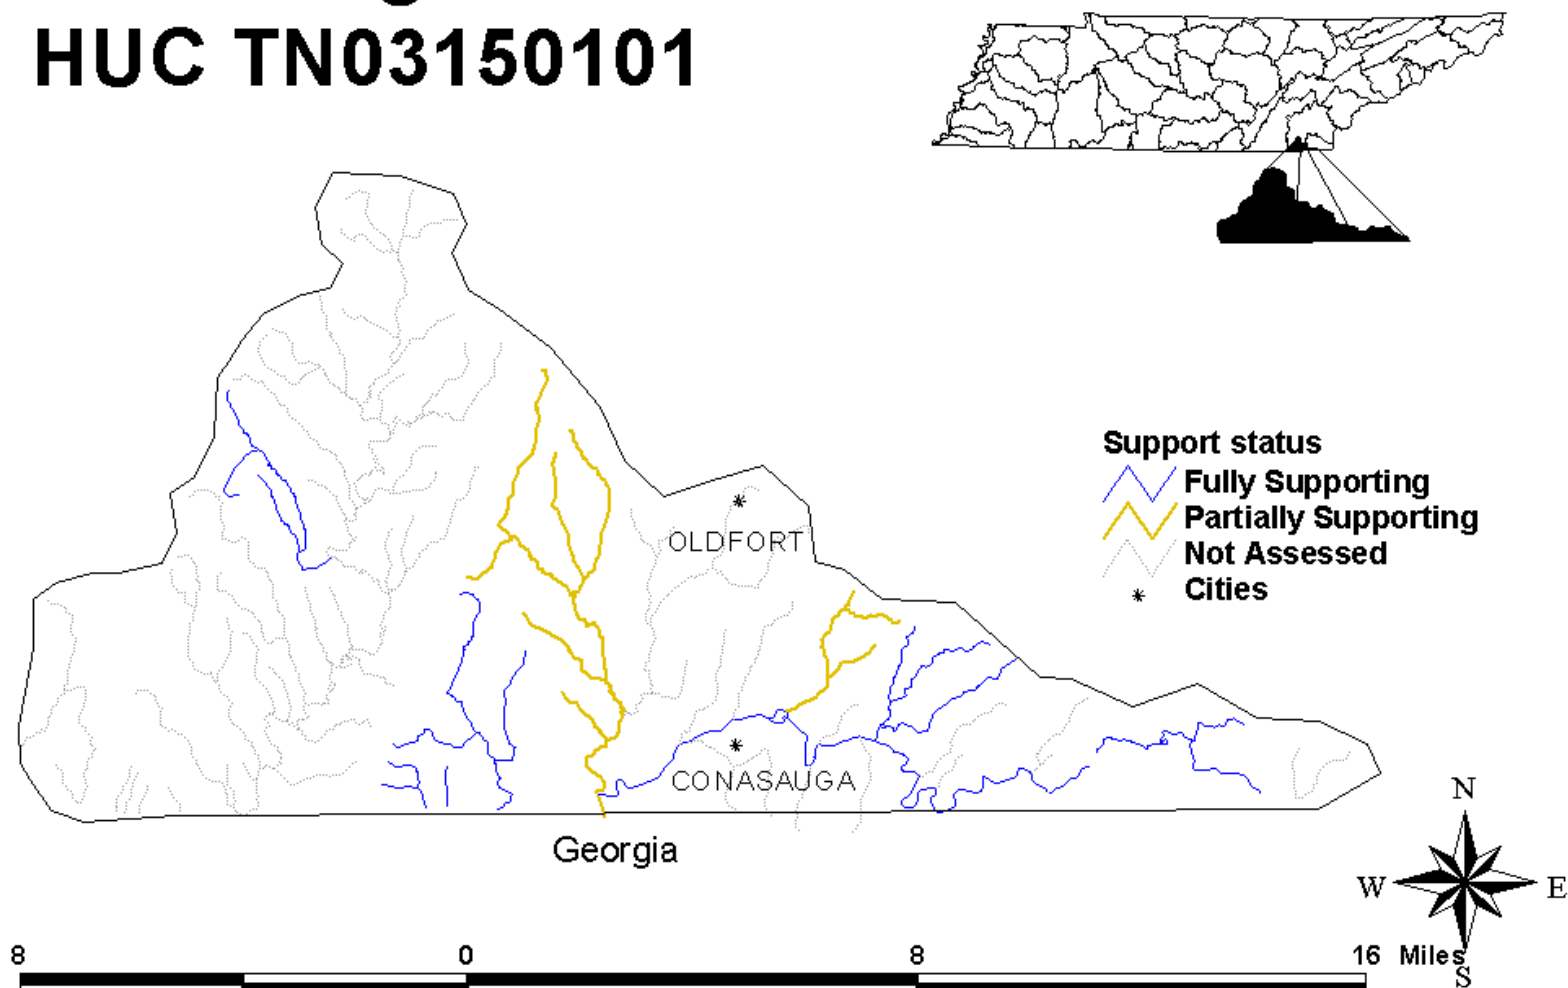 HUC TN03150101
Support status
Fully Supporting
Partially Supporting
Not Assessed
Cities
OLDFORT
CONASAUGA
Georgia
N
W E
S
8 0 8 16 Miles